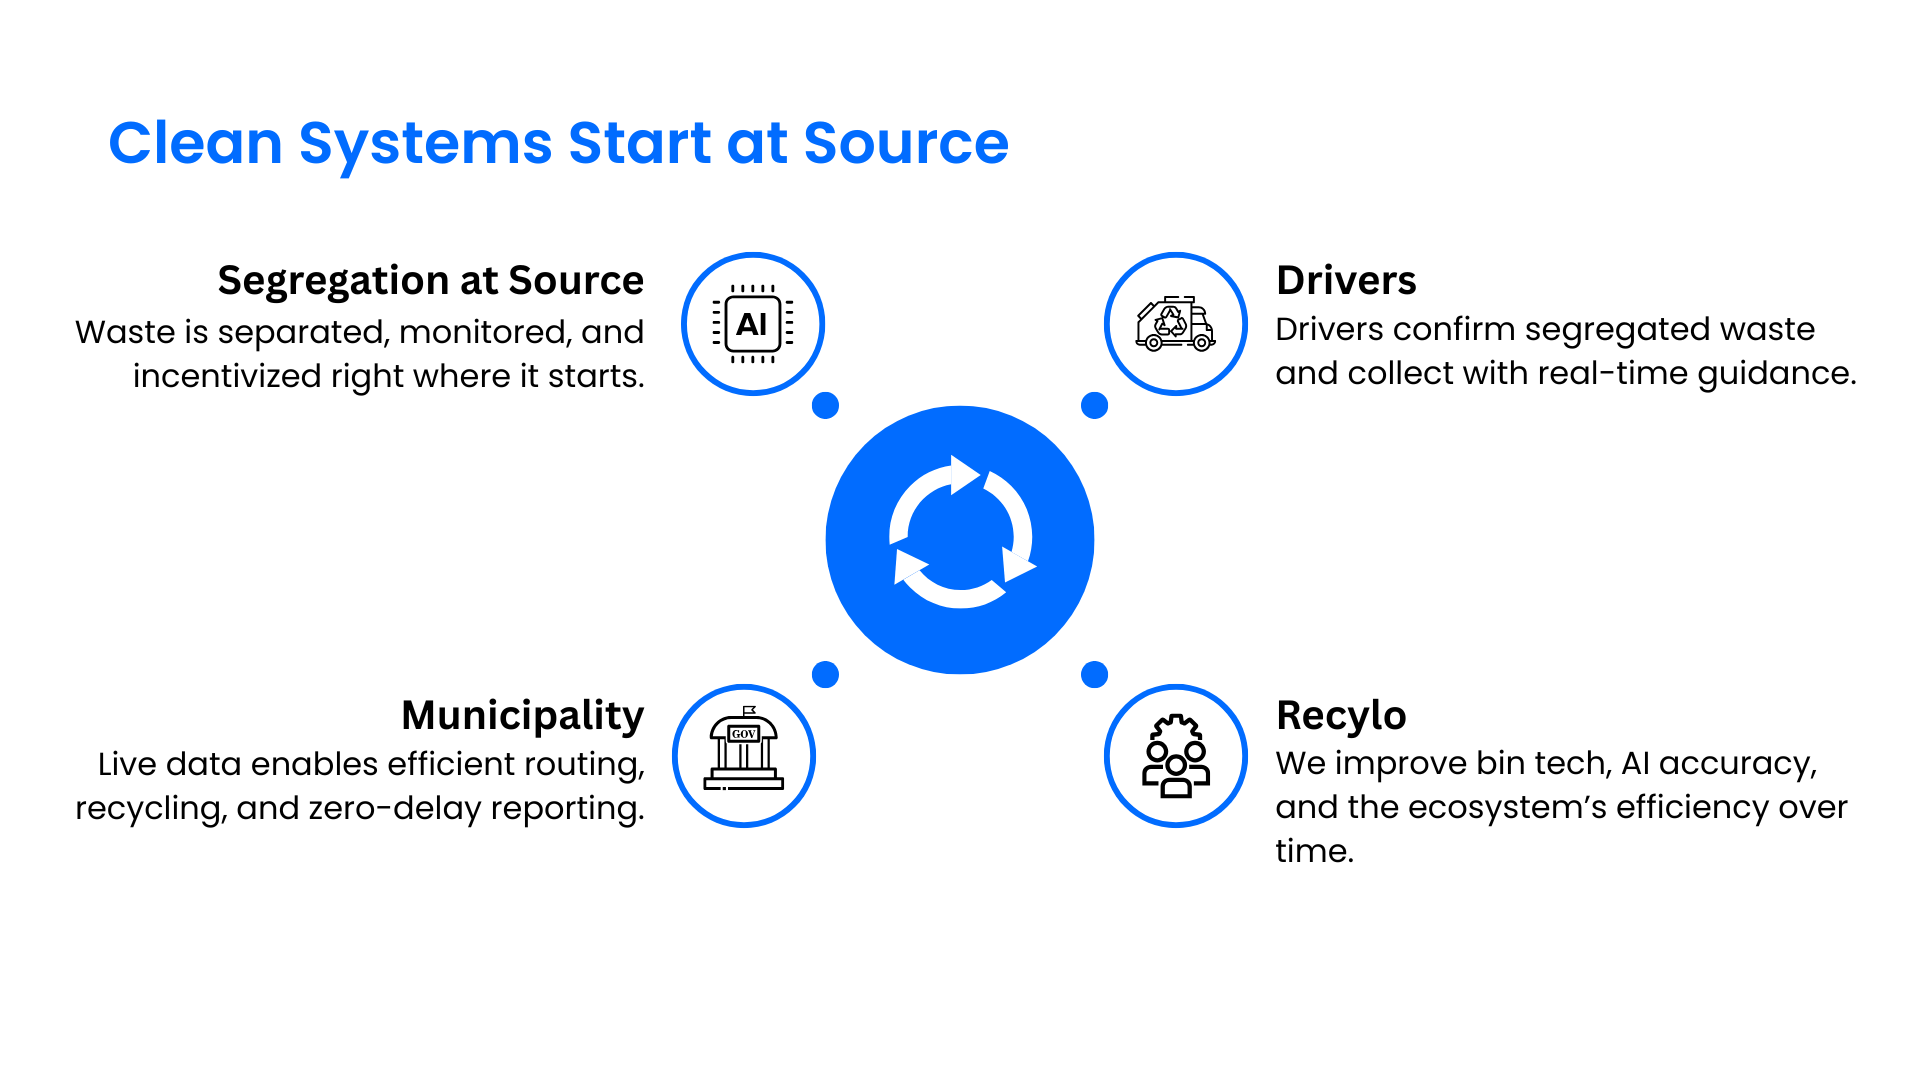 Clean Systems Start at Source
Segregation at Source
Waste is separated, monitored, and
incentivized right where it starts.
AI
Drivers
Drivers confirm segregated waste
and collect with real-time guidance.
Municipality
Live data enables efficient routing,
recycling, and zero-delay reporting.
GOV
Recylo
We improve bin tech, AI accuracy,
and the ecosystem’s efficiency over
time.